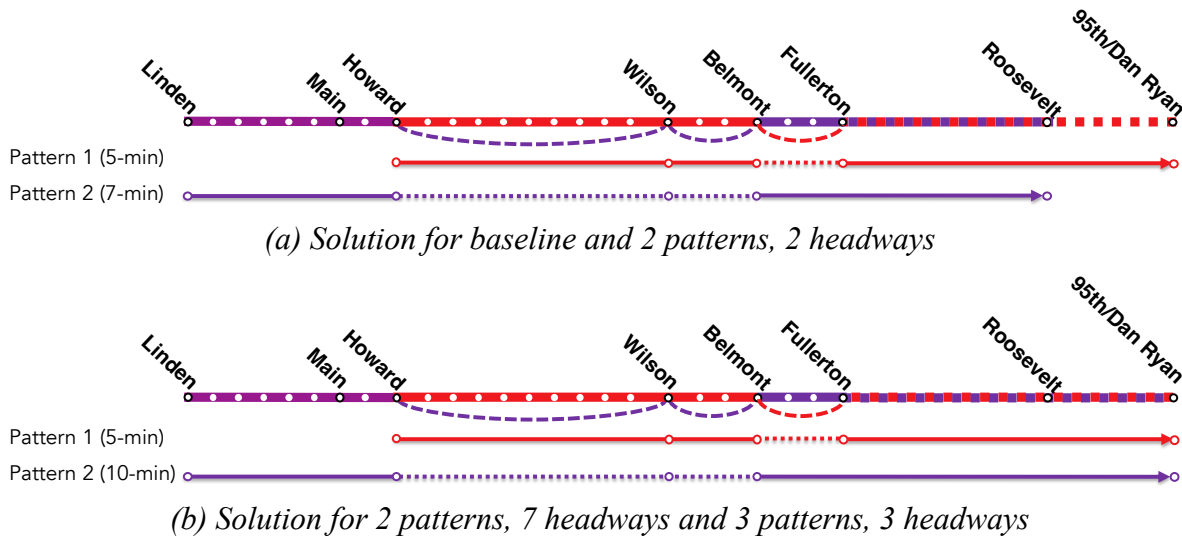 Linden
Main
Howard
Wilson
Belmont
Fullerton
Roosevelt
95th/Dan Ryan
Pattern 1 (5-min)
Pattern 2 (7-min)
(a) Solution for baseline and 2 patterns, 2 headways
Linden
Main
Howard
Wilson
Belmont
Fullerton
Roosevelt
95th/Dan Ryan
Pattern 1 (5-min)
Pattern 2 (10-min)
(b) Solution for 2 patterns, 7 headways and 3 patterns, 3 headways